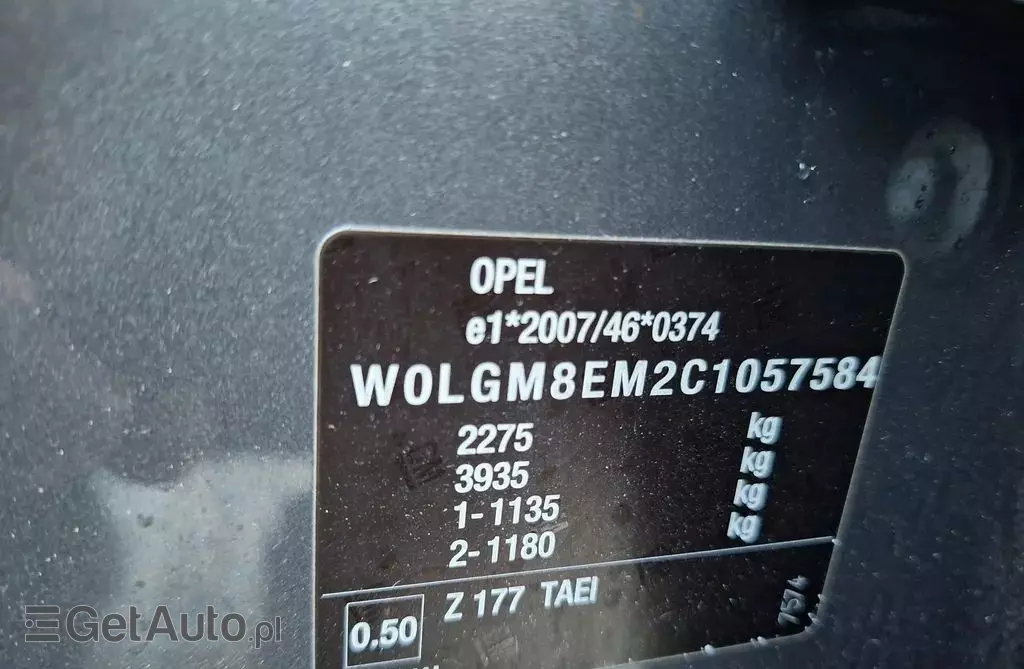 OPEL
e1*2007/46*0374
W0LGM8EM2C1057584
2275 kg
3935 kg
1-1135 kg
2-1180 kg
0.50 Z 177 TAEI
GetAuto.pl